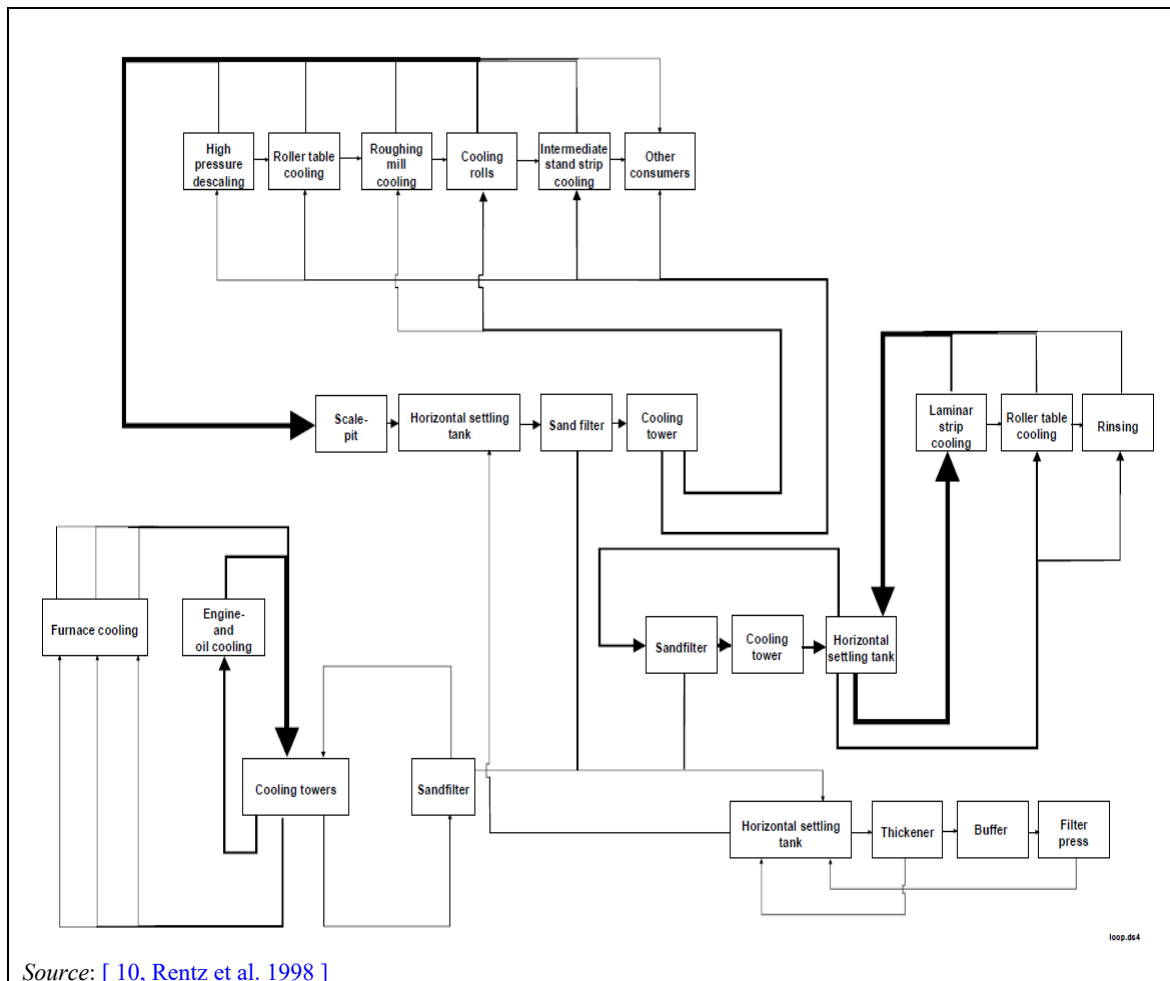 High
pressure
descaling
Roller table
cooling
Roughing
mill
cooling
Cooling
rolls
Intermediate
stand strip
cooling
Other
consumers
Scale-
pit
Horizontal settling
tank
Sand filter
Cooling
tower
Laminar
strip
cooling
Roller table
cooling
Rinsing
Furnace cooling
Engine-
and
oil cooling
Sandfilter
Cooling
tower
Horizontal
settling tank
Cooling towers
Sandfilter
Horizontal settling
tank
Thickener
Buffer
Filter
press
loop.ds4
Source: [ 10, Rentz et al. 1998 ]